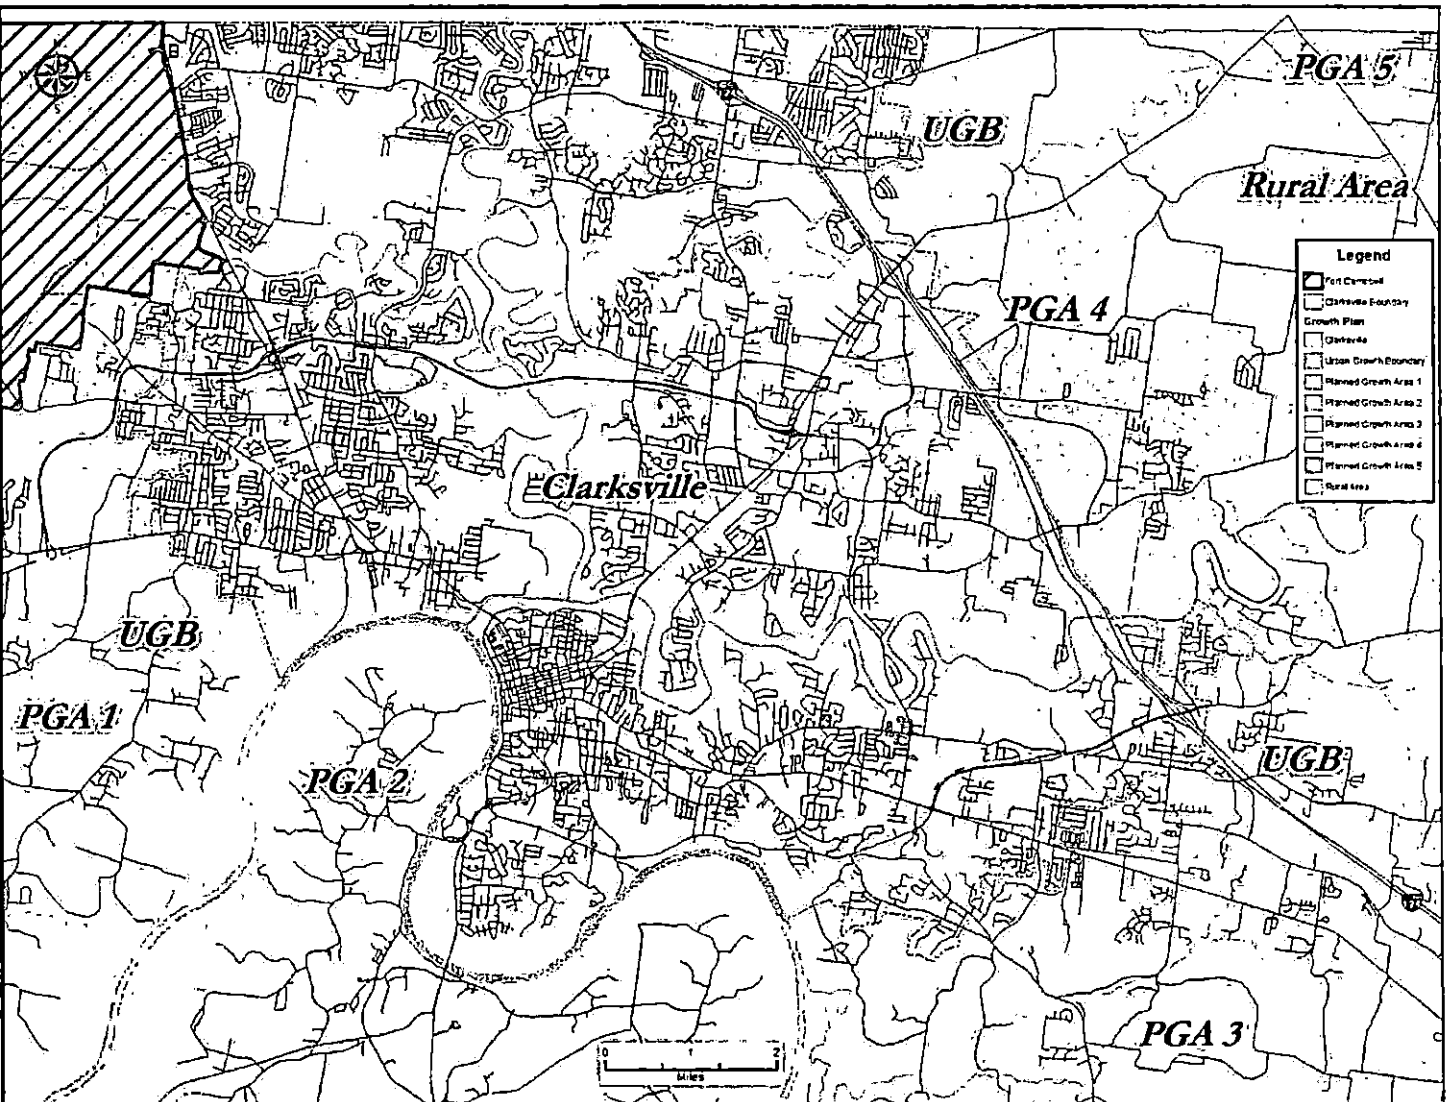 PGA 5
UGB
Rural Area
Legend
Fort Campbell
Clarksville Boundary
Growth Plan
Clarksville
Urban Growth Boundary
Planned Growth Area 1
Planned Growth Area 2
Planned Growth Area 3
Planned Growth Area 4
Planned Growth Area 5
Rural Area
PGA 4
Clarksville
UGB
PGA 1
PGA 2
UGB
PGA 3
0 1 2
Miles
E
S